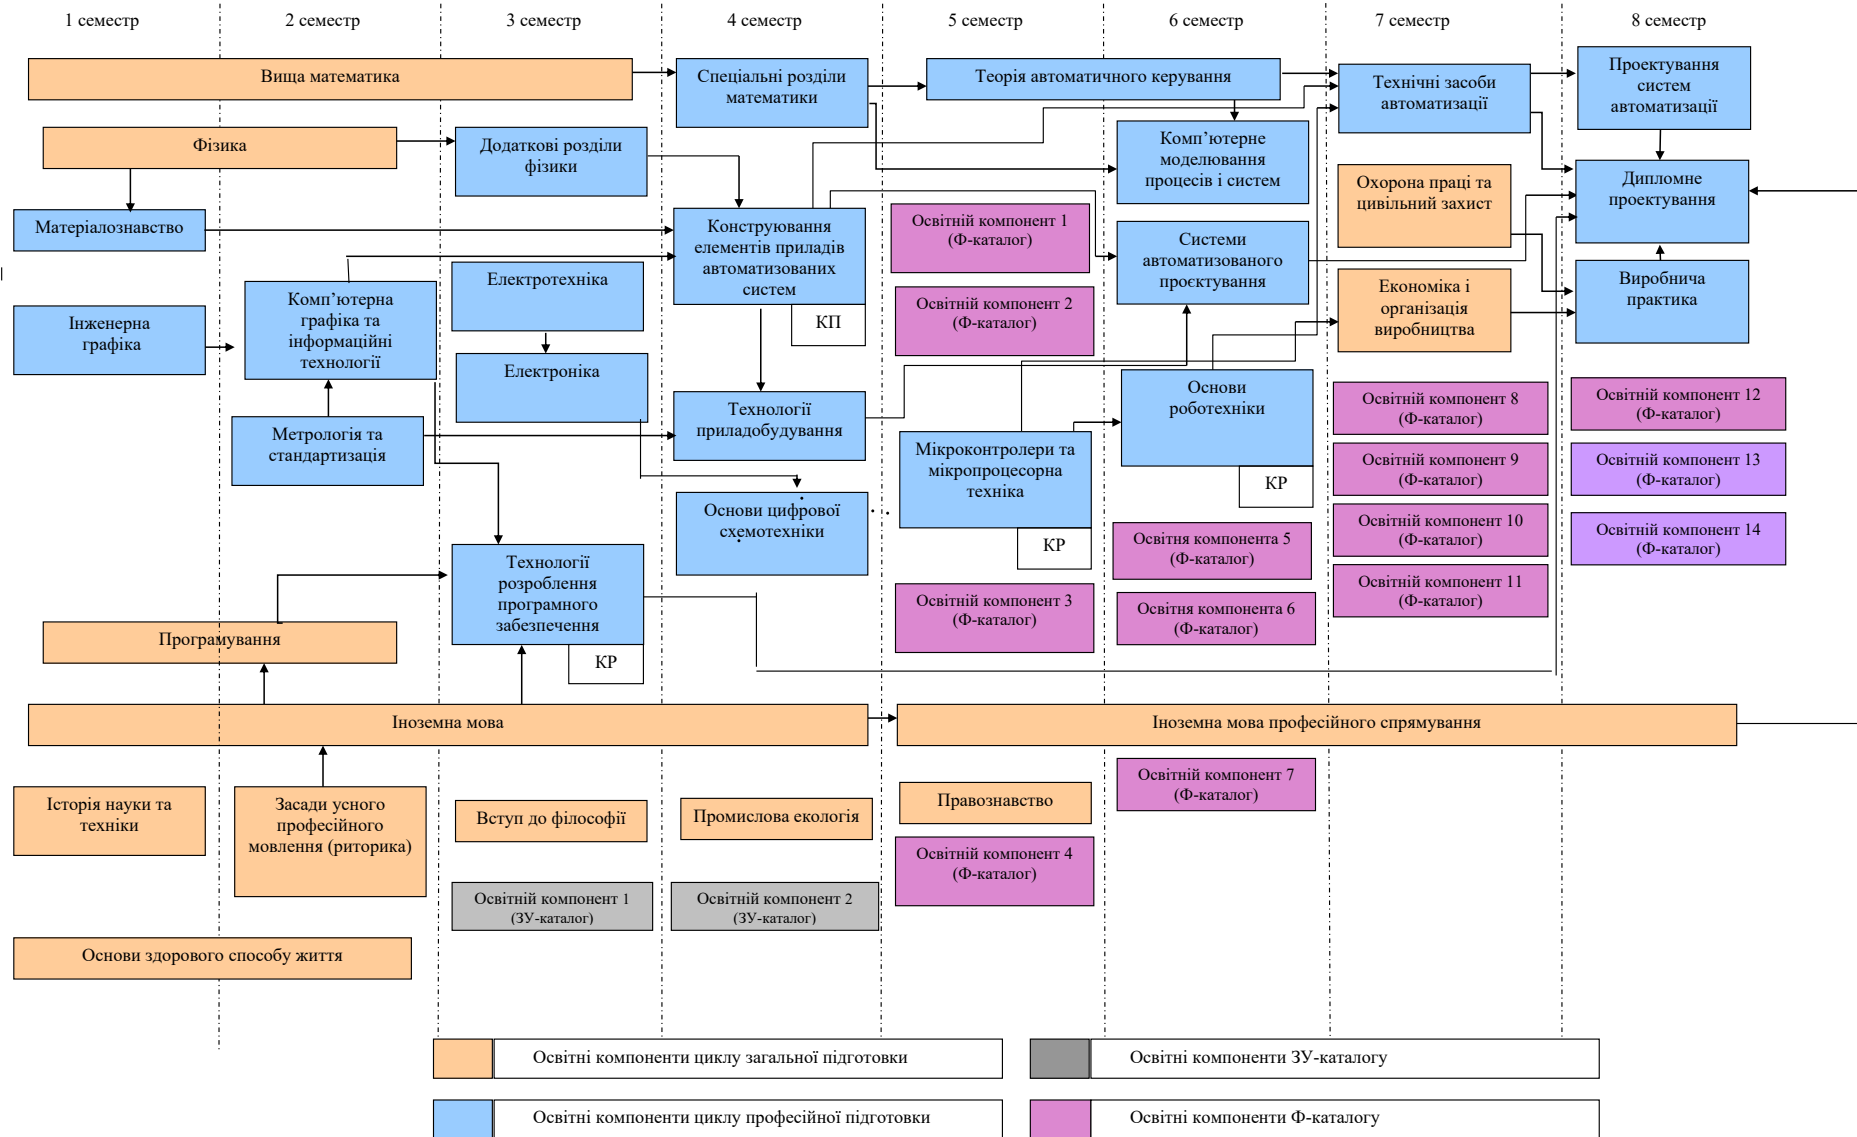 1 семестр
2 семестр
3 семестр
4 семестр
5 семестр
6 семестр
7 семестр
8 семестр
Вища математика
Спеціальні розділи
математики
Теорія автоматичного керування
Технічні засоби
автоматизації
Проектування
систем
автоматизації
Фізика
Додаткові розділи
фізики
Комп’ютерне
моделювання
процесів і систем
Охорона праці та
цивільний захист
Дипломне
проектування
Матеріалознавство
Конструювання
елементів приладів
автоматизованих
систем
КП
Освітній компонент 1
(Ф-каталог)
Системи
автоматизованого
проєктування
Електротехніка
Комп’ютерна
графіка та
інформаційні
технології
Інженерна
графіка
Освітній компонент 2
(Ф-каталог)
Економіка і
організація
виробництва
Виробнича
практика
Електроніка
Основи
роботехніки
КР
Освітній компонент 8
(Ф-каталог)
Освітній компонент 12
(Ф-каталог)
Метрологія та
стандартизація
Технології
приладобудування
Мікроконтролери та
мікропроцесорна
техніка
КР
Освітній компонент 9
(Ф-каталог)
Освітній компонент 13
(Ф-каталог)
Основи цифрової
схемотехніки
Освітня компонента 5
(Ф-каталог)
Освітній компонент 10
(Ф-каталог)
Освітній компонент 14
(Ф-каталог)
Технології
розроблення
програмного
забезпечення
КР
Освітній компонент 3
(Ф-каталог)
Освітня компонента 6
(Ф-каталог)
Освітній компонент 11
(Ф-каталог)
Програмування
Іноземна мова
Іноземна мова професійного спрямування
Історія науки та
техніки
Засади усного
професійного
мовлення (риторика)
Вступ до філософії
Промислова екологія
Правознавство
Освітній компонент 7
(Ф-каталог)
Освітній компонент 4
(Ф-каталог)
Освітній компонент 1
(ЗУ-каталог)
Освітній компонент 2
(ЗУ-каталог)
Основи здорового способу життя
Освітні компоненти циклу загальної підготовки
Освітні компоненти ЗУ-каталогу
Освітні компоненти циклу професійної підготовки
Освітні компоненти Ф-каталогу